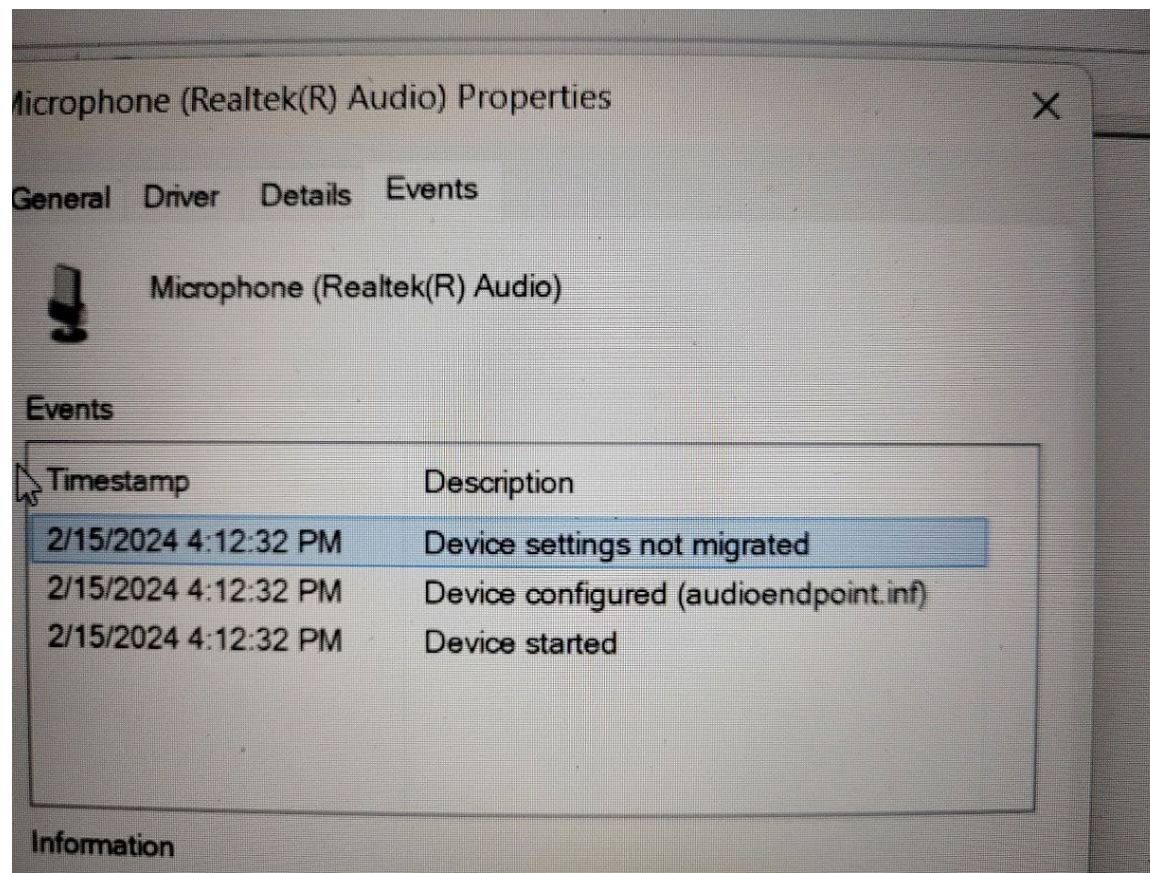 Microphone (Realtek(R) Audio) Properties
General Driver Details Events
Microphone (Realtek(R) Audio)
Events
Timestamp Description
2/15/2024 4:12:32 PM Device settings not migrated
2/15/2024 4:12:32 PM Device configured (audioendpoint.inf)
2/15/2024 4:12:32 PM Device started
Information